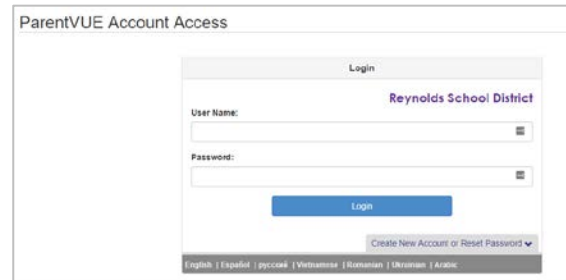 ParentVUE Account Access
Login
Reynolds School District
User Name:
Password:
Login
Create New Account or Reset Password
English | Español | русский | Vietnamese | Romanian | Ukrainian | Arabic